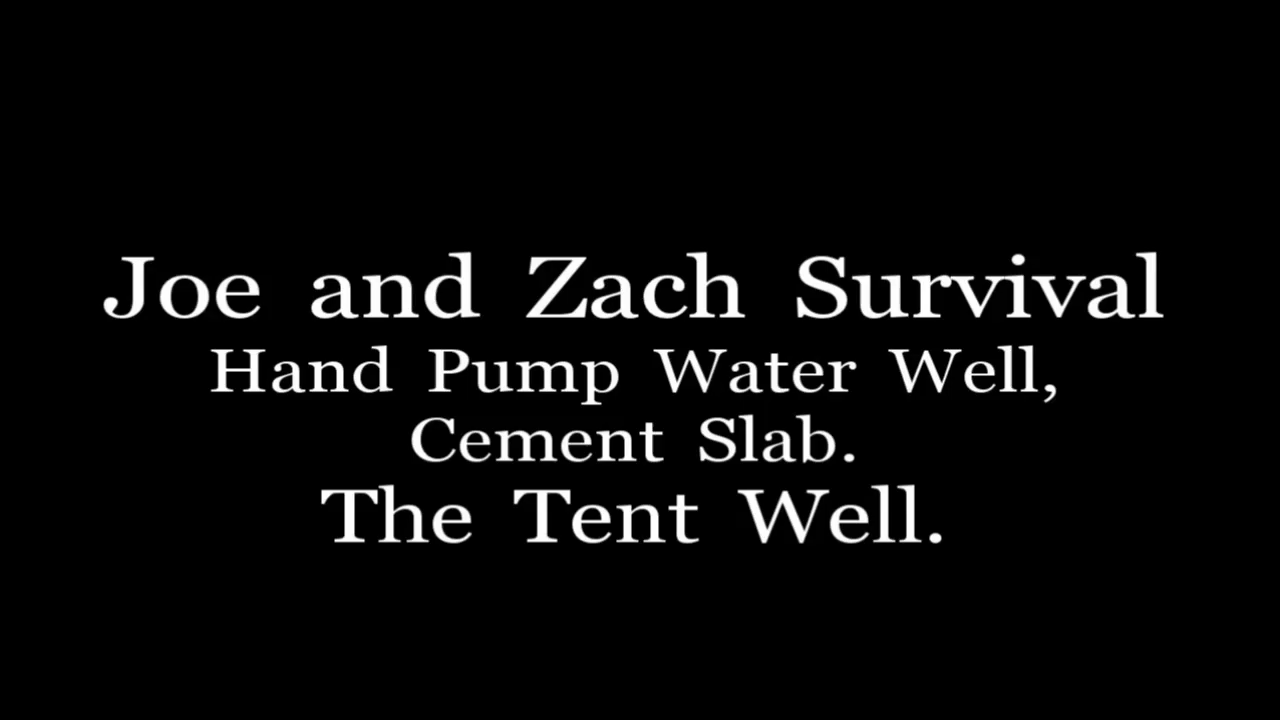 Joe and Zach Survival
Hand Pump Water Well,
Cement Slab.
The Tent Well.